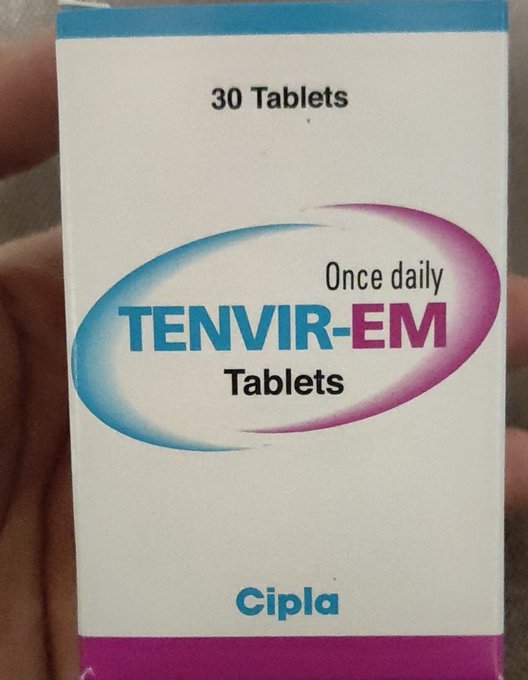 30 Tablets
Once daily
TENVIR-EM
Tablets
Cipla